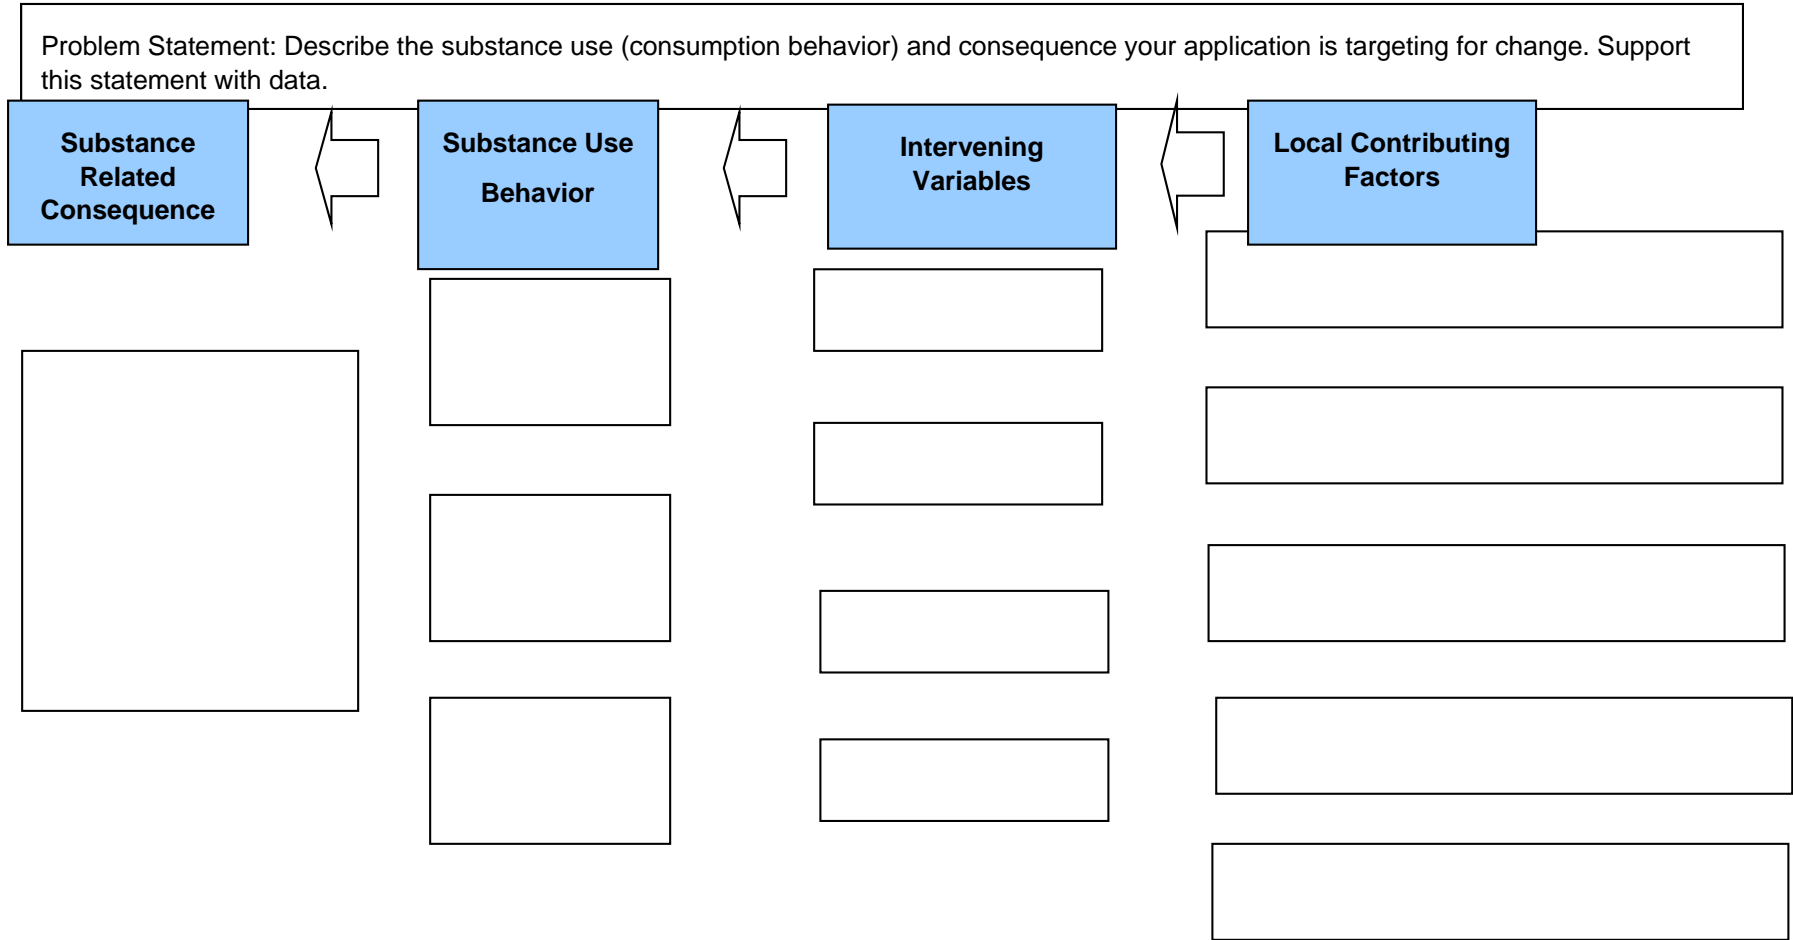 Problem Statement: Describe the substance use (consumption behavior) and consequence your application is targeting for change. Support
this statement with data.
Substance
Related
Consequence
Substance Use
Behavior
Intervening
Variables
Local Contributing
Factors